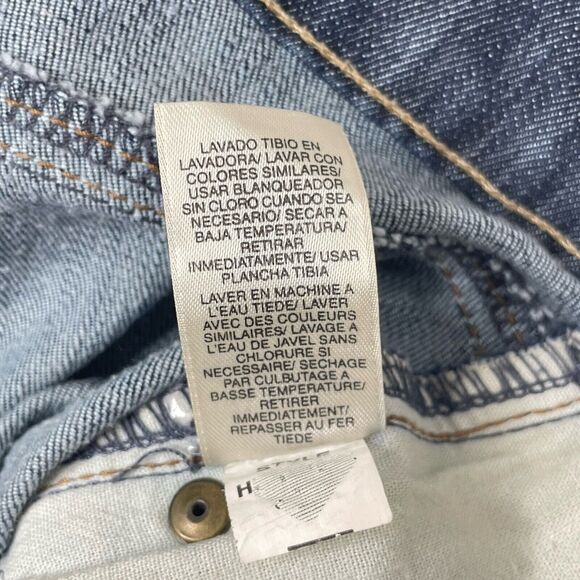 LAVADO TIBIO EN
LAVADORA/ LAVAR CON
COLORES SIMILARES/
USAR BLANQUEADOR
SIN CLORO CUANDO SEA
NECESARIO/ SECAR A
BAJA TEMPERATURA/
RETIRAR
INMEDIATAMENTE/ USAR
PLANCHA TIBIA
LAVER EN MACHINE A
L'EAU TIEDE/ LAVER
AVEC DES COULEURS
SIMILAIRES/ LAVAGE A
L'EAU DE JAVEL SANS
CHLORURE SI
NECESSAIRE/ SECHAGE
PAR CULBUTAGE A
BASSE TEMPERATURE/
RETIRER
IMMEDIATEMENT/
REPASSER AU FER
TIEDE
STYLE
H